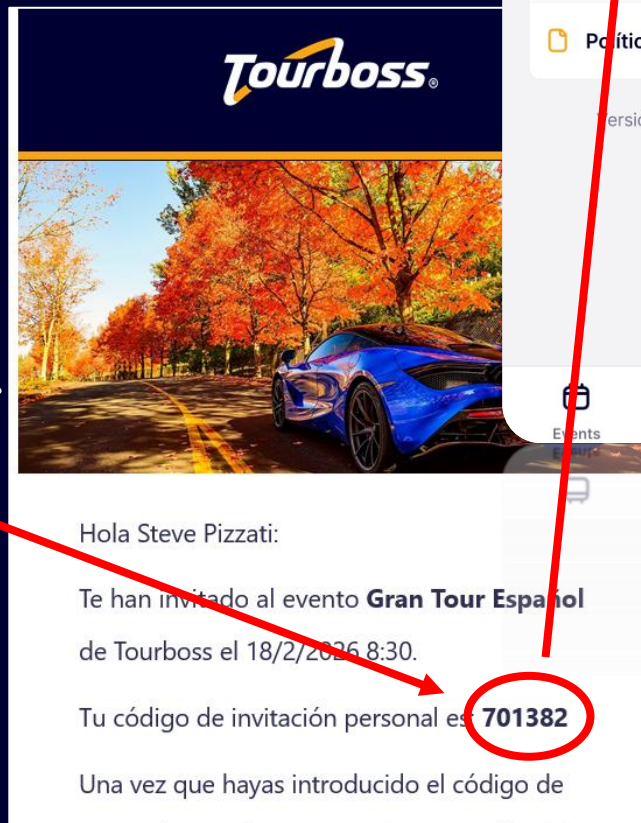 Tourboss®
Events
Hola Steve Pizzati:
Te han invitado al evento Gran Tour Español
de Tourboss el 18/2/2026 8:30.
Tu código de invitación personal es: 701382
Una vez que hayas introducido el código de